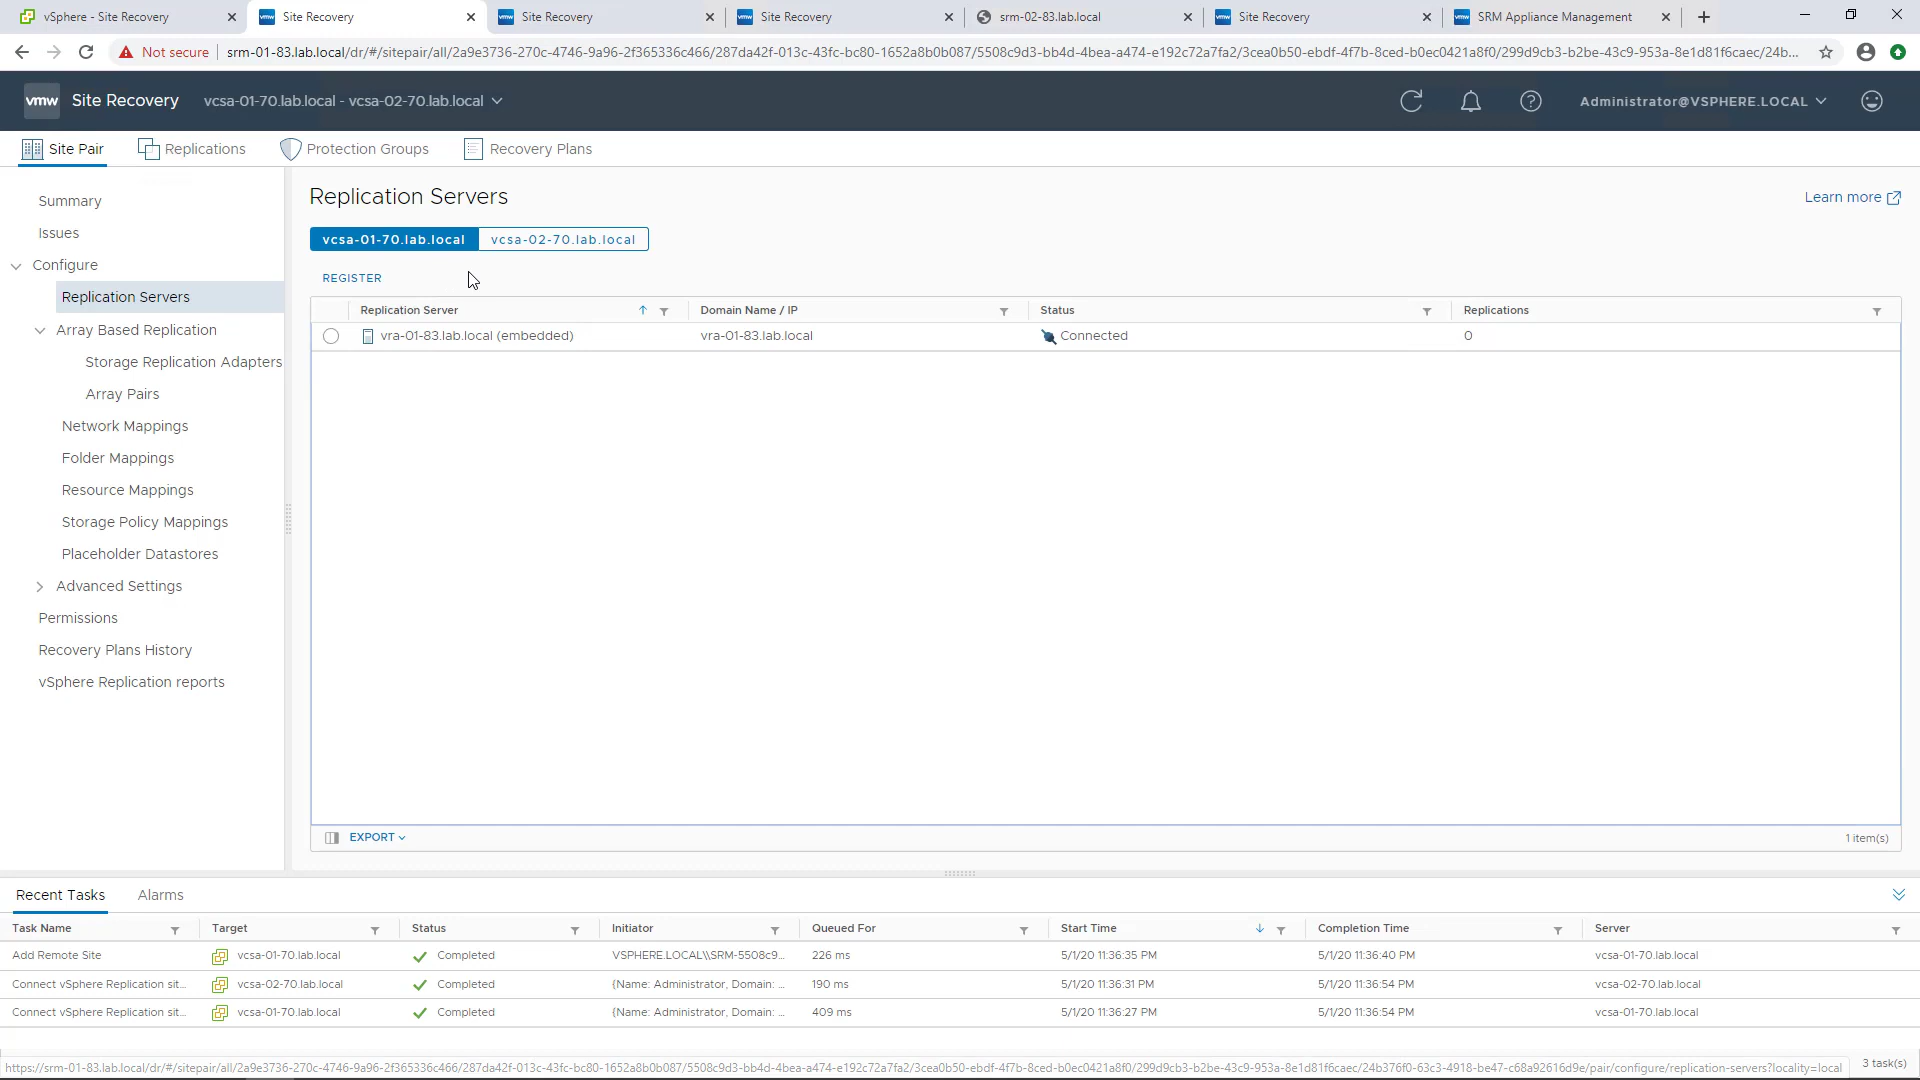 vSphere - Site Recovery
Site Recovery
Site Recovery
Site Recovery
srm-02-83.lab.local
Site Recovery
SRM Appliance Management
Not secure
srm-01-83.lab.local/dr/#/sitepair/all/2a9e3736-270c-4746-9a96-2f365336c466/287da42f-013c-43fc-bc80-1652a8b0b087/5508c9d3-bb4d-4bea-a474-e192c72a7fa2/3cea0b50-ebdf-4f7b-8ced-b0ec0421a8f0/299d9cb3-b2be-43c9-953a-8e1d81f6caec/24b...
vmw Site Recovery vcsa-01-70.lab.local - vcsa-02-70.lab.local
Administrator@VSPHERE.LOCAL
Site Pair Replications Protection Groups Recovery Plans
Summary
Issues
Configure
Replication Servers
Array Based Replication
Storage Replication Adapters
Array Pairs
Network Mappings
Folder Mappings
Resource Mappings
Storage Policy Mappings
Placeholder Datastores
Advanced Settings
Permissions
Recovery Plans History
vSphere Replication reports
Replication Servers
Learn more
vcsa-01-70.lab.local vcsa-02-70.lab.local
REGISTER
Replication Server Domain Name / IP Status Replications
vra-01-83.lab.local (embedded) vra-01-83.lab.local Connected 0
EXPORT
1 item(s)
Recent Tasks Alarms
Task Name Target Status Initiator Queued For Start Time Completion Time Server
Add Remote Site vcsa-01-70.lab.local Completed VSPHERE.LOCAL\\SRM-5508c9... 226 ms 5/1/20 11:36:35 PM 5/1/20 11:36:40 PM vcsa-01-70.lab.local
Connect vSphere Replication sit... vcsa-02-70.lab.local Completed {Name: Administrator, Domain: ... 190 ms 5/1/20 11:36:31 PM 5/1/20 11:36:54 PM vcsa-02-70.lab.local
Connect vSphere Replication sit... vcsa-01-70.lab.local Completed {Name: Administrator, Domain: ... 409 ms 5/1/20 11:36:27 PM 5/1/20 11:36:54 PM vcsa-01-70.lab.local
https://srm-01-83.lab.local/dr/#/sitepair/all/2a9e3736-270c-4746-9a96-2f365336c466/287da42f-013c-43fc-bc80-1652a8b0b087/5508c9d3-bb4d-4bea-a474-e192c72a7fa2/3cea0b50-ebdf-4f7b-8ced-b0ec0421a8f0/299d9cb3-b2be-43c9-953a-8e1d81f6caec/24b376f0-63c3-4918-be47-c68a92616d9e/pair/configure/replication-servers?locality=local
3 task(s)